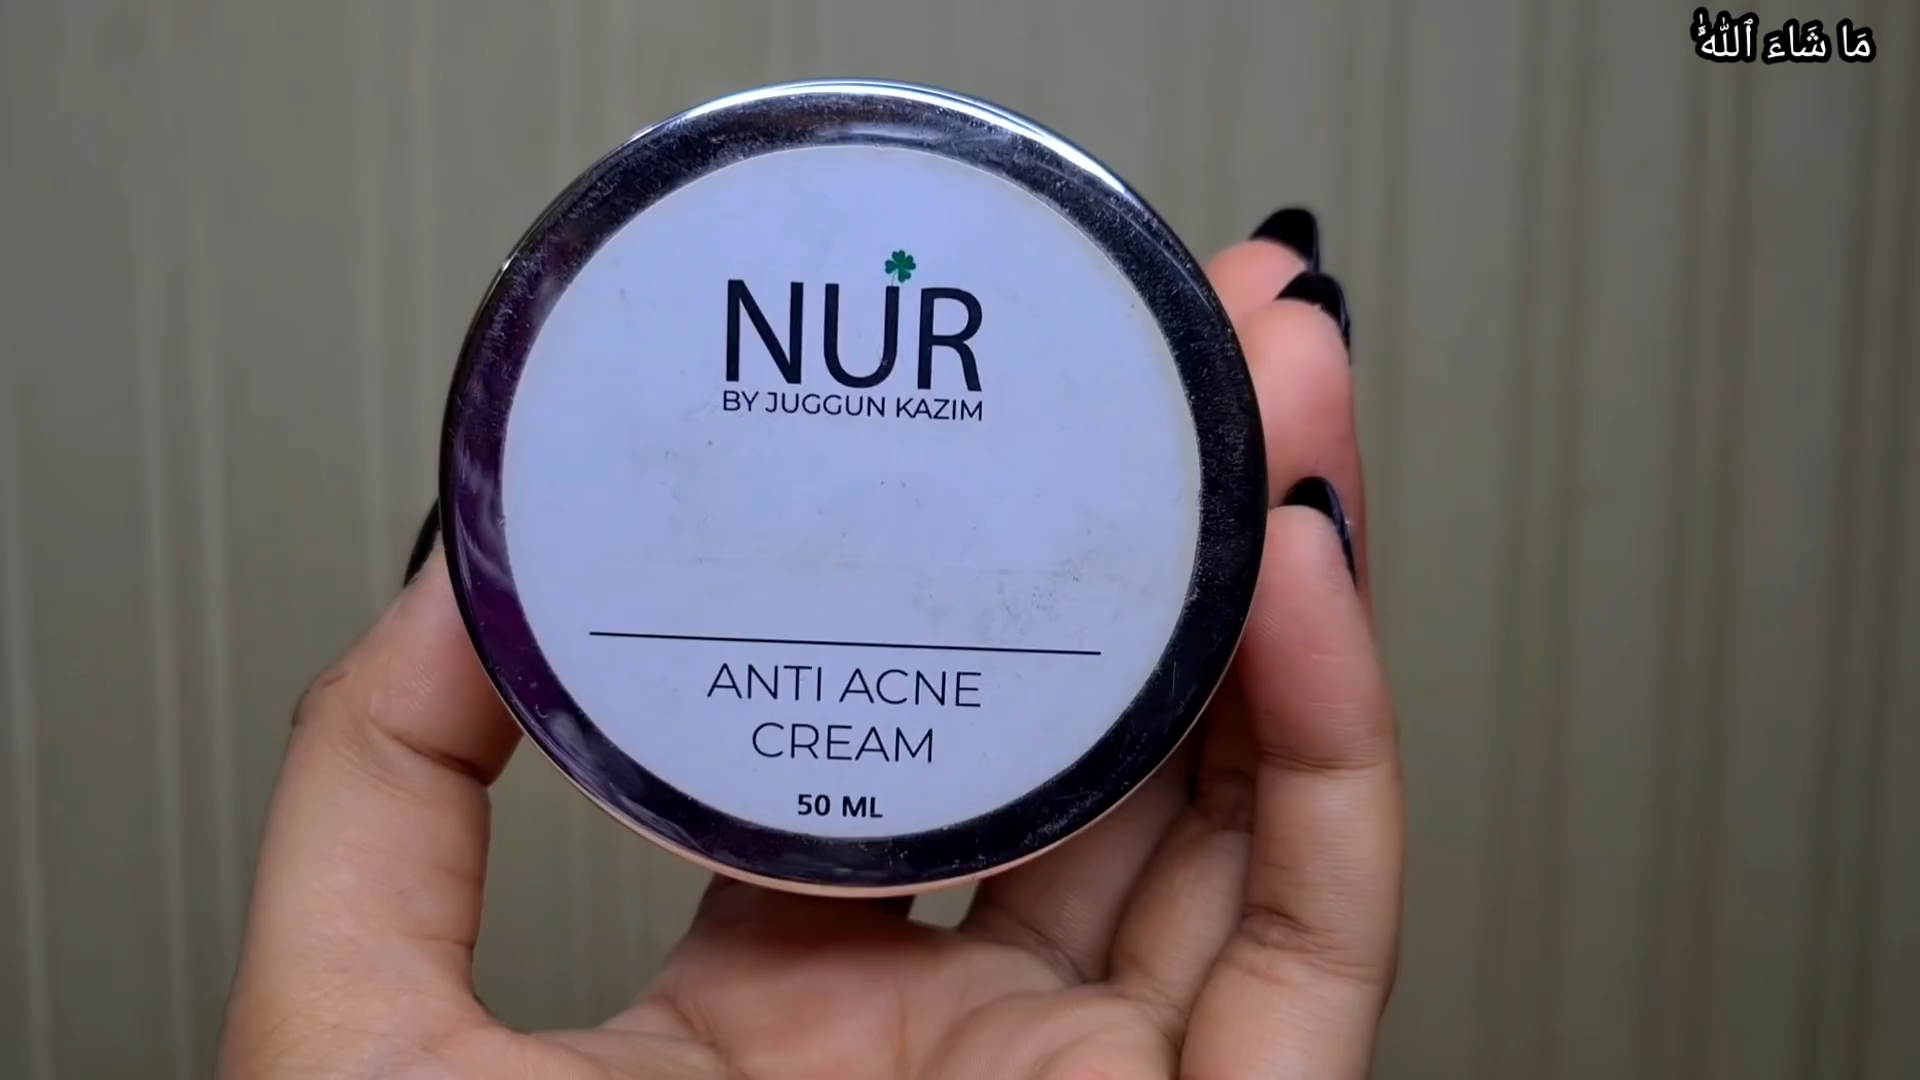 مَا شَاءَ ٱللَّٰهُ
NUR
BY JUGGUN KAZIM
ANTI ACNE
CREAM
50 ML